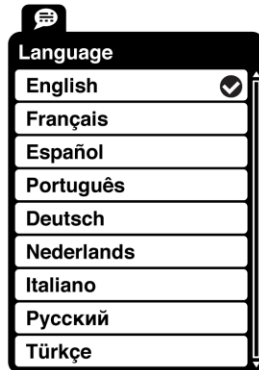 Language
English
Français
Español
Português
Deutsch
Nederlands
Italiano
Русский
Türkçe